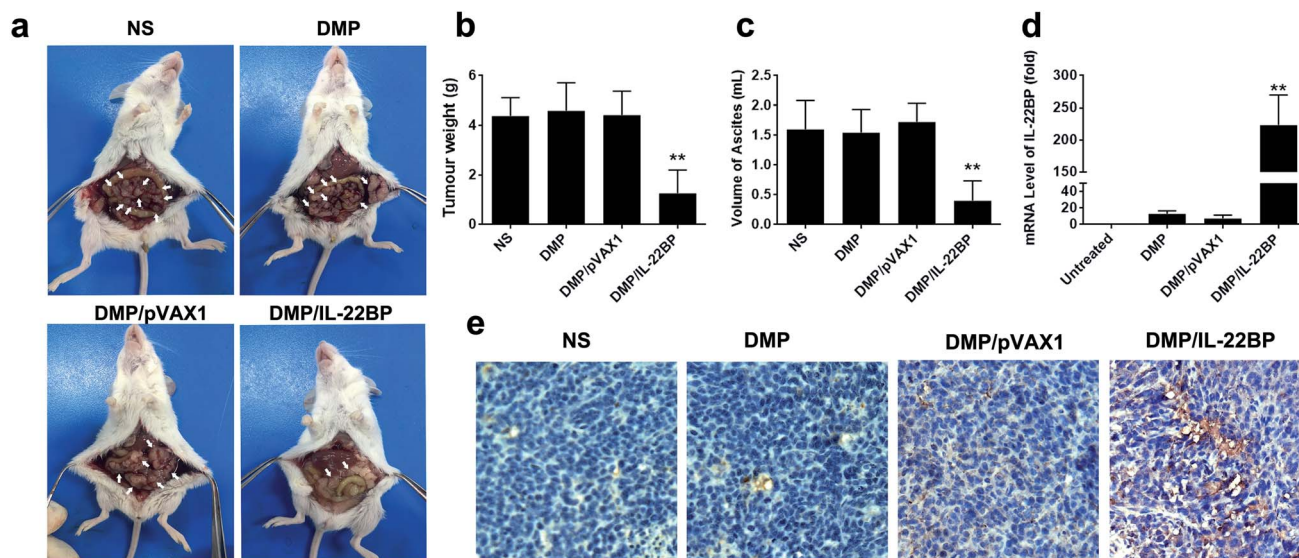 a
NS
DMP
DMP/pVAX1
DMP/IL-22BP
b
Tumour weight (g)
6
4
2
0
**
NS
DMP
DMP/pVAX1
DMP/IL-22BP
c
Volume of Ascites (mL)
2.5
2.0
1.5
1.0
0.5
0.0
**
NS
DMP
DMP/pVAX1
DMP/IL-22BP
d
mRNA Level of IL-22BP (fold)
300
250
200
150
40
20
0
**
Untreated
DMP
DMP/pVAX1
DMP/IL-22BP
e
NS
DMP
DMP/pVAX1
DMP/IL-22BP